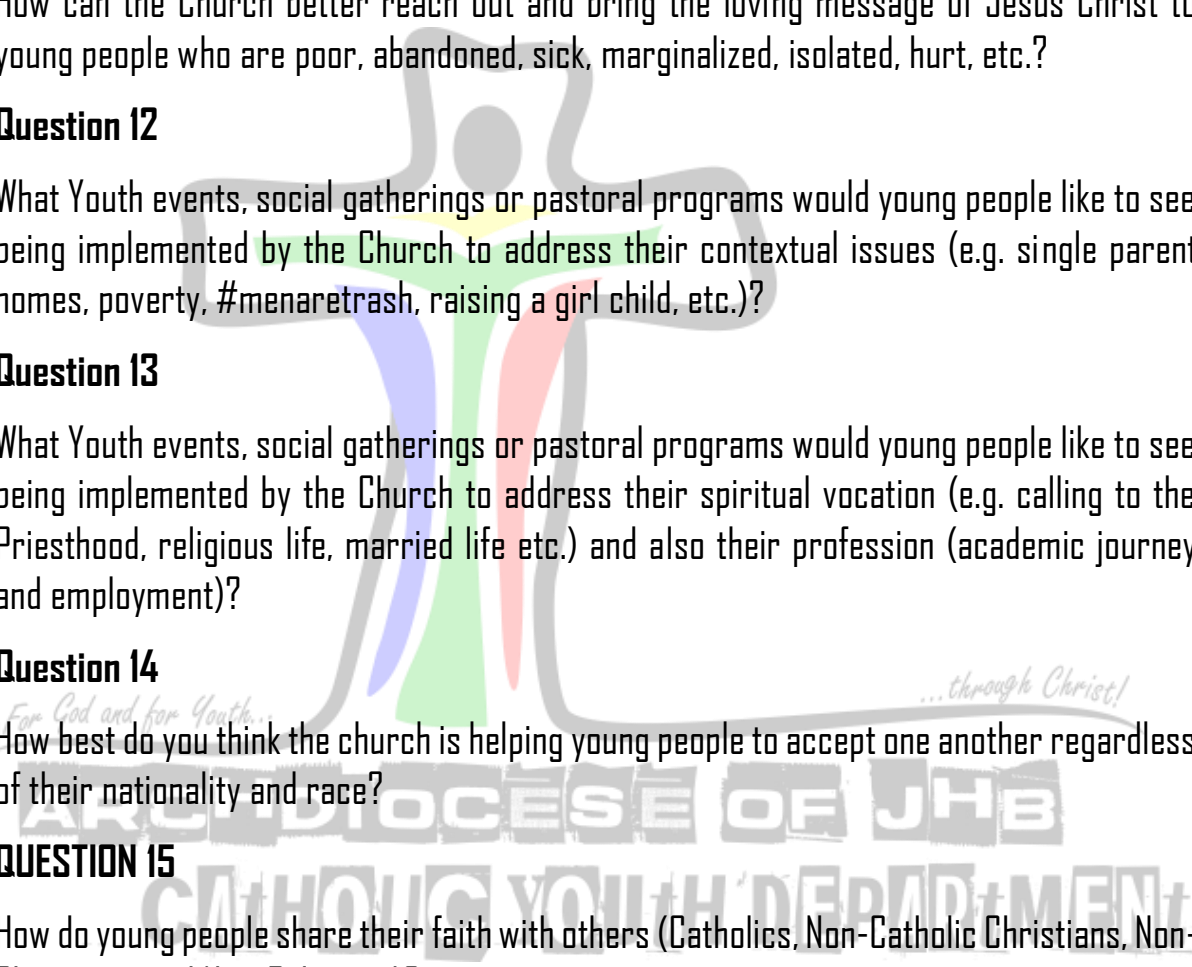 How can the Church better reach out and bring the loving message of Jesus Christ to
young people who are poor, abandoned, sick, marginalized, isolated, hurt, etc.?
Question 12
What Youth events, social gatherings or pastoral programs would young people like to see
being implemented by the Church to address their contextual issues (e.g. single parent
homes, poverty, #menaretrash, raising a girl child, etc.)?
Question 13
What Youth events, social gatherings or pastoral programs would young people like to see
being implemented by the Church to address their spiritual vocation (e.g. calling to the
Priesthood, religious life, married life etc.) and also their profession (academic journey
and employment)?
Question 14
...through Christ!
For God and for Youth...
How best do you think the church is helping young people to accept one another regardless
of their nationality and race?
ARCHDIOCESE OF JHB
QUESTION 15
CAtHOLIC YOUtH DEPARtMENt
How do young people share their faith with others (Catholics, Non-Catholic Christians, Non-